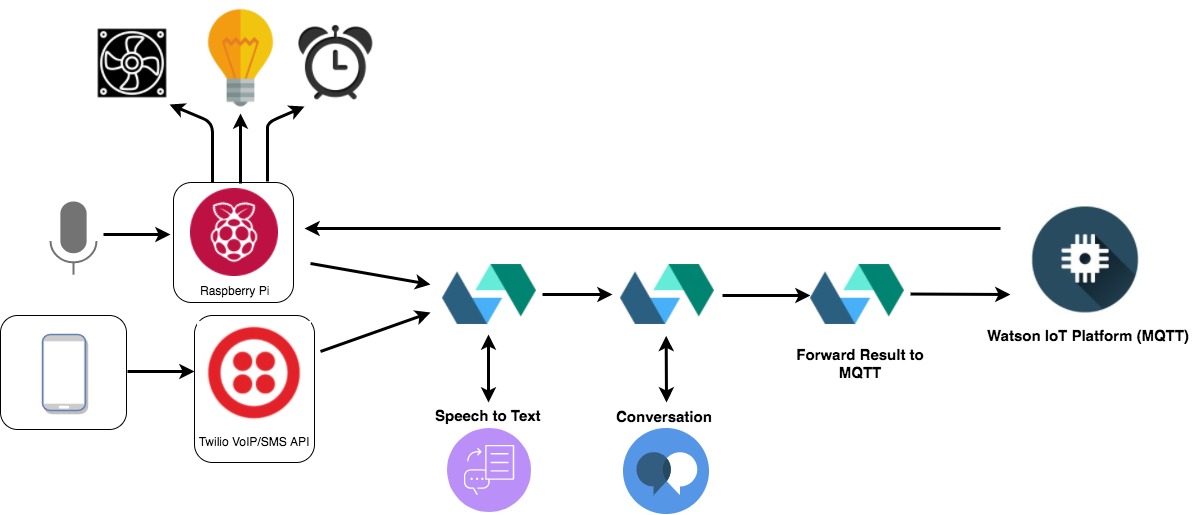 Raspberry Pi
Twilio VoIP/SMS API
Speech to Text
Conversation
Forward Result to
MQTT
Watson IoT Platform (MQTT)